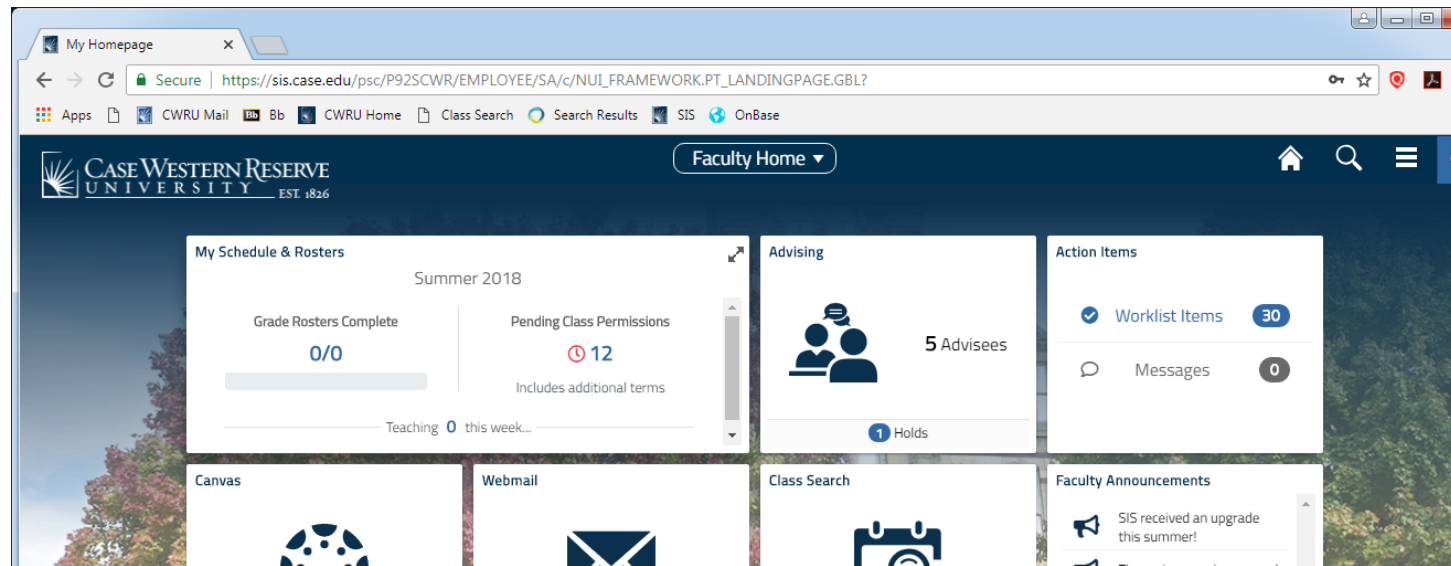 My Homepage
Secure | https://sis.case.edu/psc/P92SCWR/EMPLOYEE/SA/c/NUI_FRAMEWORK.PT_LANDINGPAGE.GBL?
Apps CWRU Mail Bb Bb CWRU Home Class Search Search Results SIS OnBase
CASE WESTERN RESERVE
UNIVERSITY EST. 1826
Faculty Home
My Schedule & Rosters
Summer 2018
Grade Rosters Complete
0/0
Pending Class Permissions
12
Includes additional terms
Teaching 0 this week...
Advising
5 Advisees
1 Holds
Action Items
Worklist Items 30
Messages 0
Canvas
Webmail
Class Search
Faculty Announcements
SIS received an upgrade
this summer!